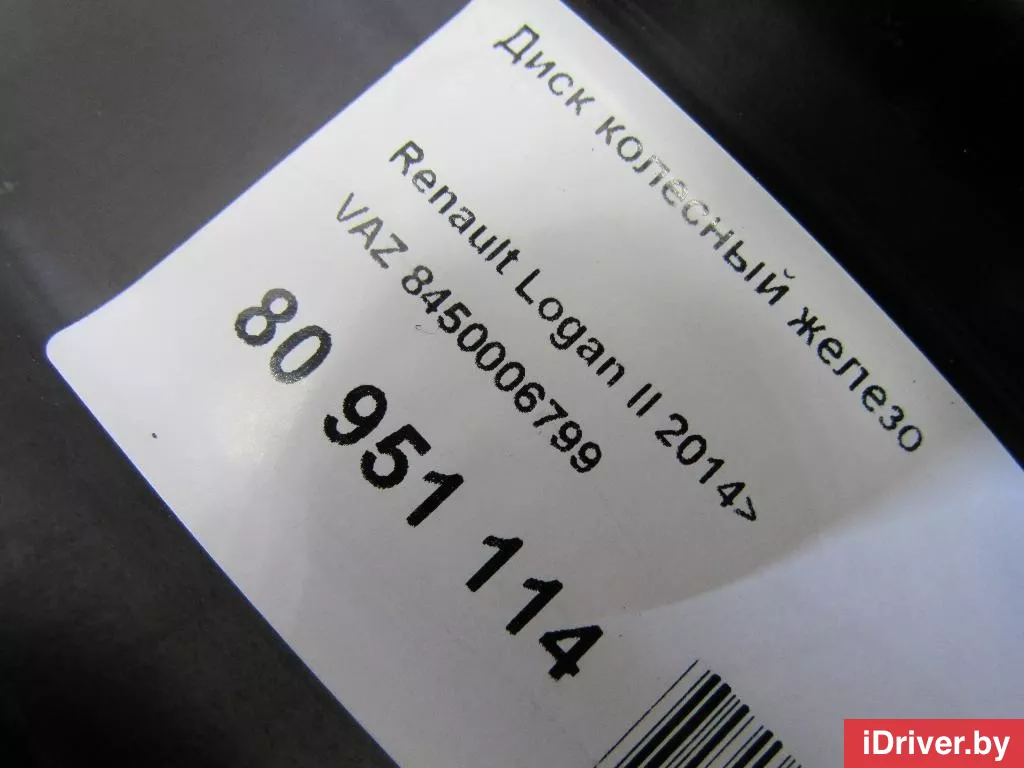 Диск колесный железо
Renault Logan II 2014>
VAZ 8450006799
80 951 114
iDriver.by